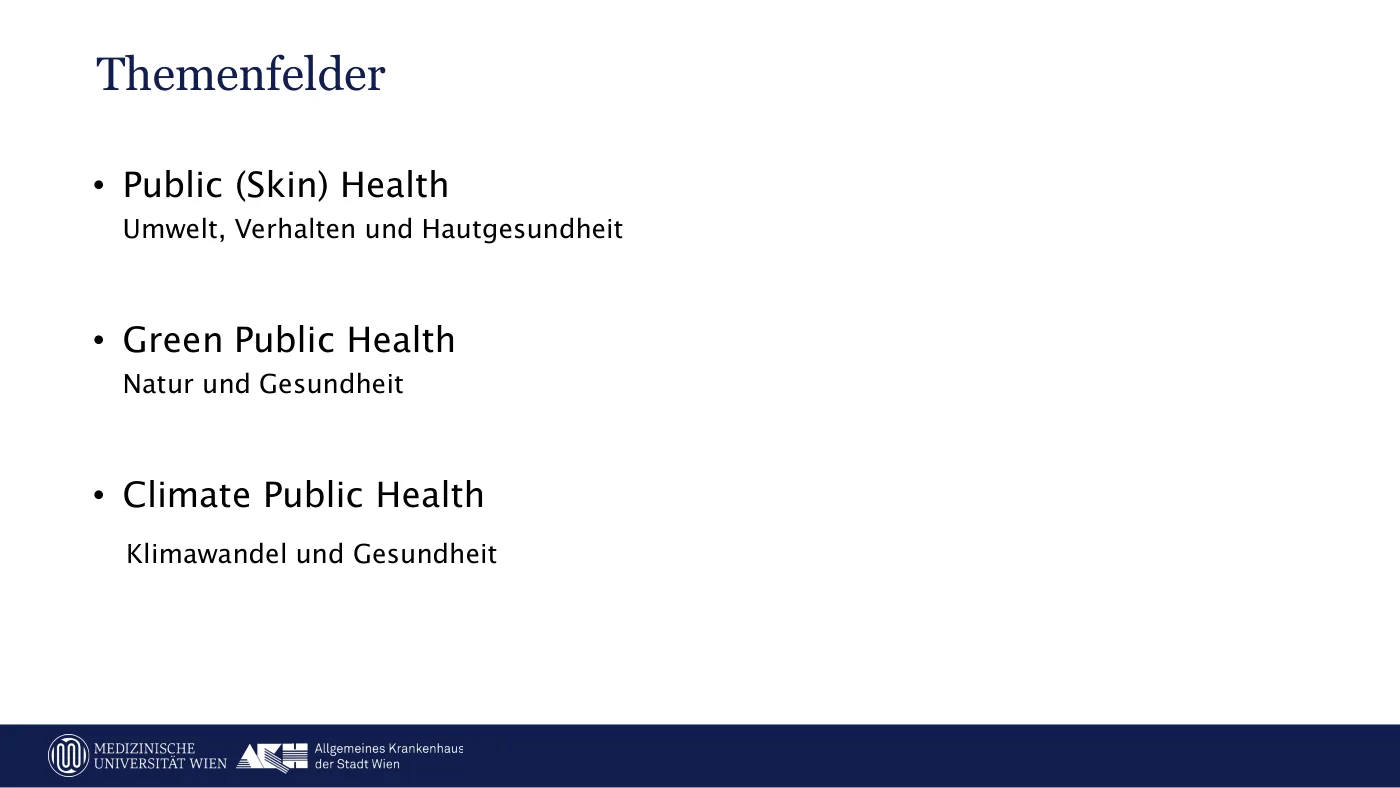 Themenfelder
• Public (Skin) Health
Umwelt, Verhalten und Hautgesundheit
• Green Public Health
Natur und Gesundheit
• Climate Public Health
Klimawandel und Gesundheit
MEDIZINISCHE
UNIVERSITÄT WIEN
AKH
Allgemeines Krankenhaus
der Stadt Wien